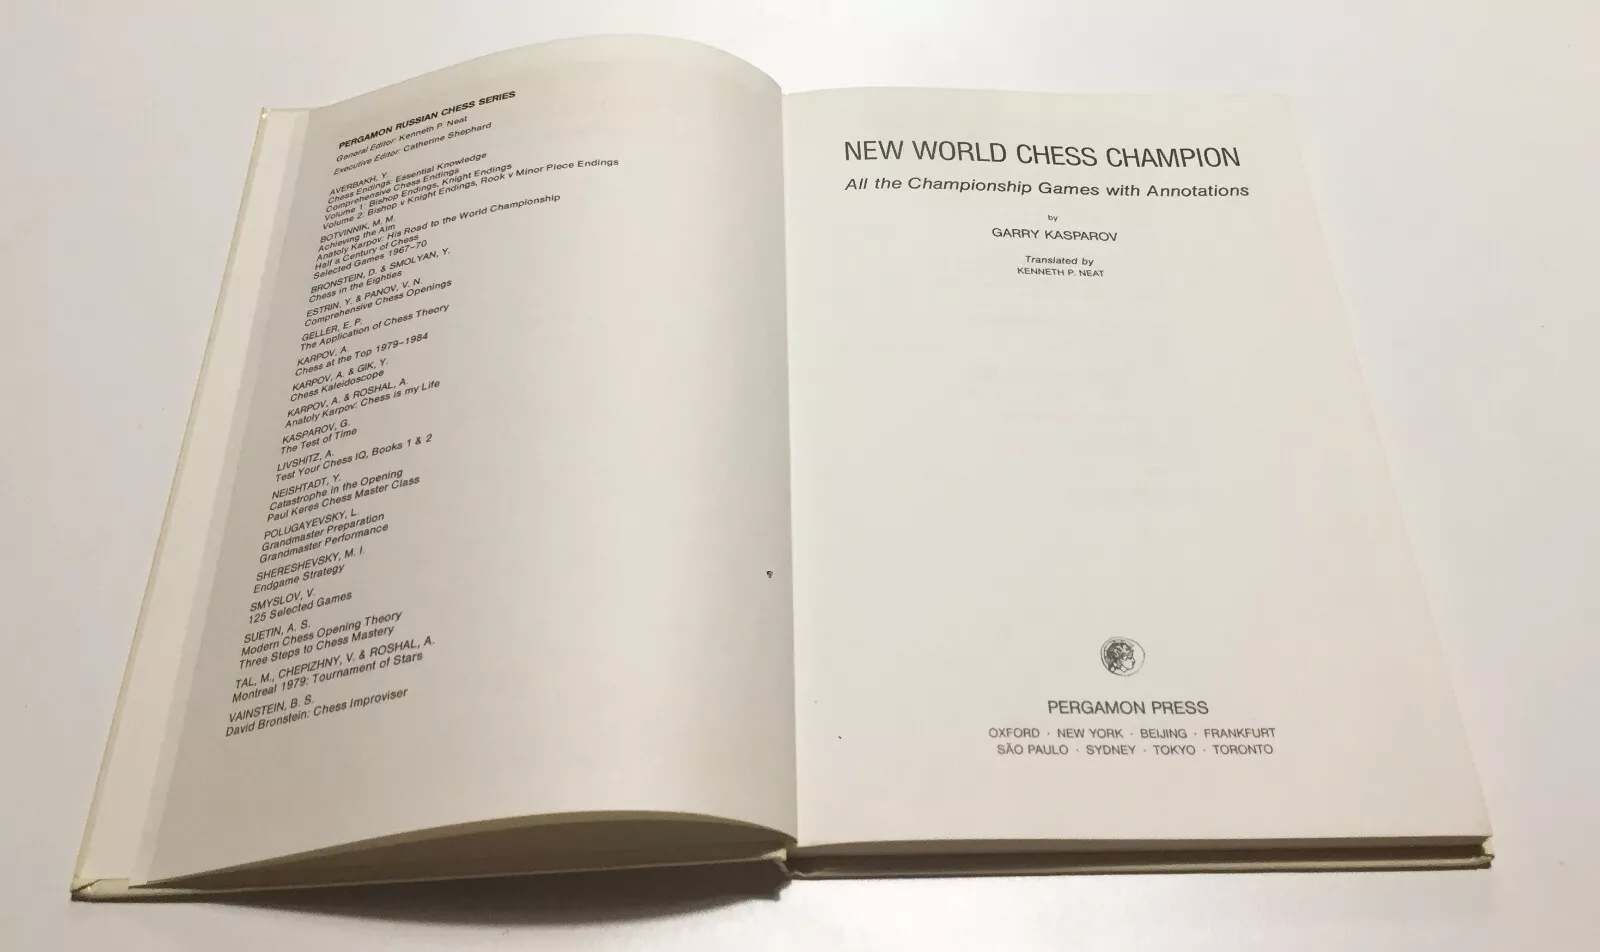 PERGAMON RUSSIAN CHESS SERIES
General Editor: Kenneth P. Neat
Executive Editor: Catherine Shephard
AVERBAKH, Y.
Chess Endings: Essential Knowledge
Comprehensive Chess Endings
Volume 1: Bishop Endings, Knight Endings
Volume 2: Bishop v Knight Endings, Rook v Minor Piece Endings
BOTVINNIK, M. M.
Achieving the Aim
Anatoly Karpov: His Road to the World Championship
Half a Century of Chess
Selected Games 1967–70
BRONSTEIN, D. & SMOLYAN, Y.
Chess in the Eighties
ESTRIN, Y. & PANOV, V. N.
Comprehensive Chess Openings
GELLER, E. P.
The Application of Chess Theory
KARPOV, A.
Chess at the Top 1979–1984
KARPOV, A. & GIK, Y.
Chess Kaleidoscope
KARPOV, A. & ROSHAL, A.
Anatoly Karpov: Chess is my Life
KASPAROV, G.
The Test of Time
LIVSHITZ, A.
Test Your Chess IQ, Books 1 & 2
NEISHTADT, Y.
Catastrophe in the Opening
Paul Keres Chess Master Class
POLUGAYEVSKY, L.
Grandmaster Preparation
Grandmaster Performance
SHERESHEVSKY, M. I.
Endgame Strategy
SMYSLOV, V.
125 Selected Games
SUETIN, A. S.
Modern Chess Opening Theory
Three Steps to Chess Mastery
TAL, M., CHEPIZHNY, V. & ROSHAL, A.
Montreal 1979: Tournament of Stars
VAINSTEIN, B. S.
David Bronstein: Chess Improviser
NEW WORLD CHESS CHAMPION
All the Championship Games with Annotations
by
GARRY KASPAROV
Translated by
KENNETH P. NEAT
PERGAMON PRESS
OXFORD · NEW YORK · BEIJING · FRANKFURT
SÃO PAULO · SYDNEY · TOKYO · TORONTO